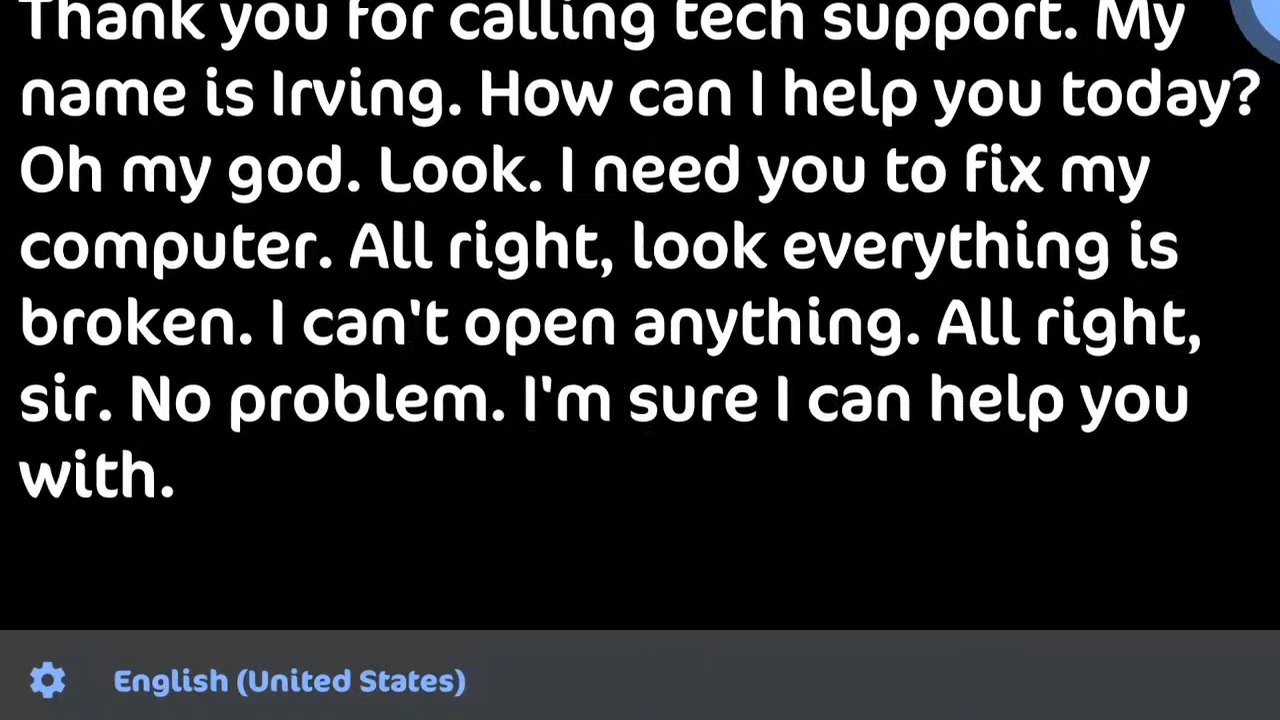 Thank you for calling tech support. My
name is Irving. How can I help you today?
Oh my god. Look. I need you to fix my
computer. All right, look everything is
broken. I can't open anything. All right,
sir. No problem. I'm sure I can help you
with.
English (United States)